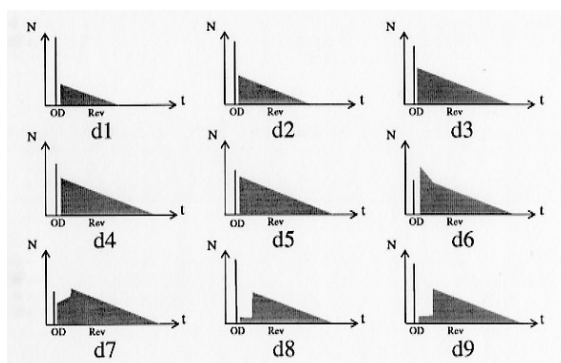 N N N
t t t
OD Rev OD Rev OD Rev
d1 d2 d3
N N N
t t t
OD Rev OD Rev OD Rev
d4 d5 d6
N N N
t t t
OD Rev OD Rev OD Rev
d7 d8 d9